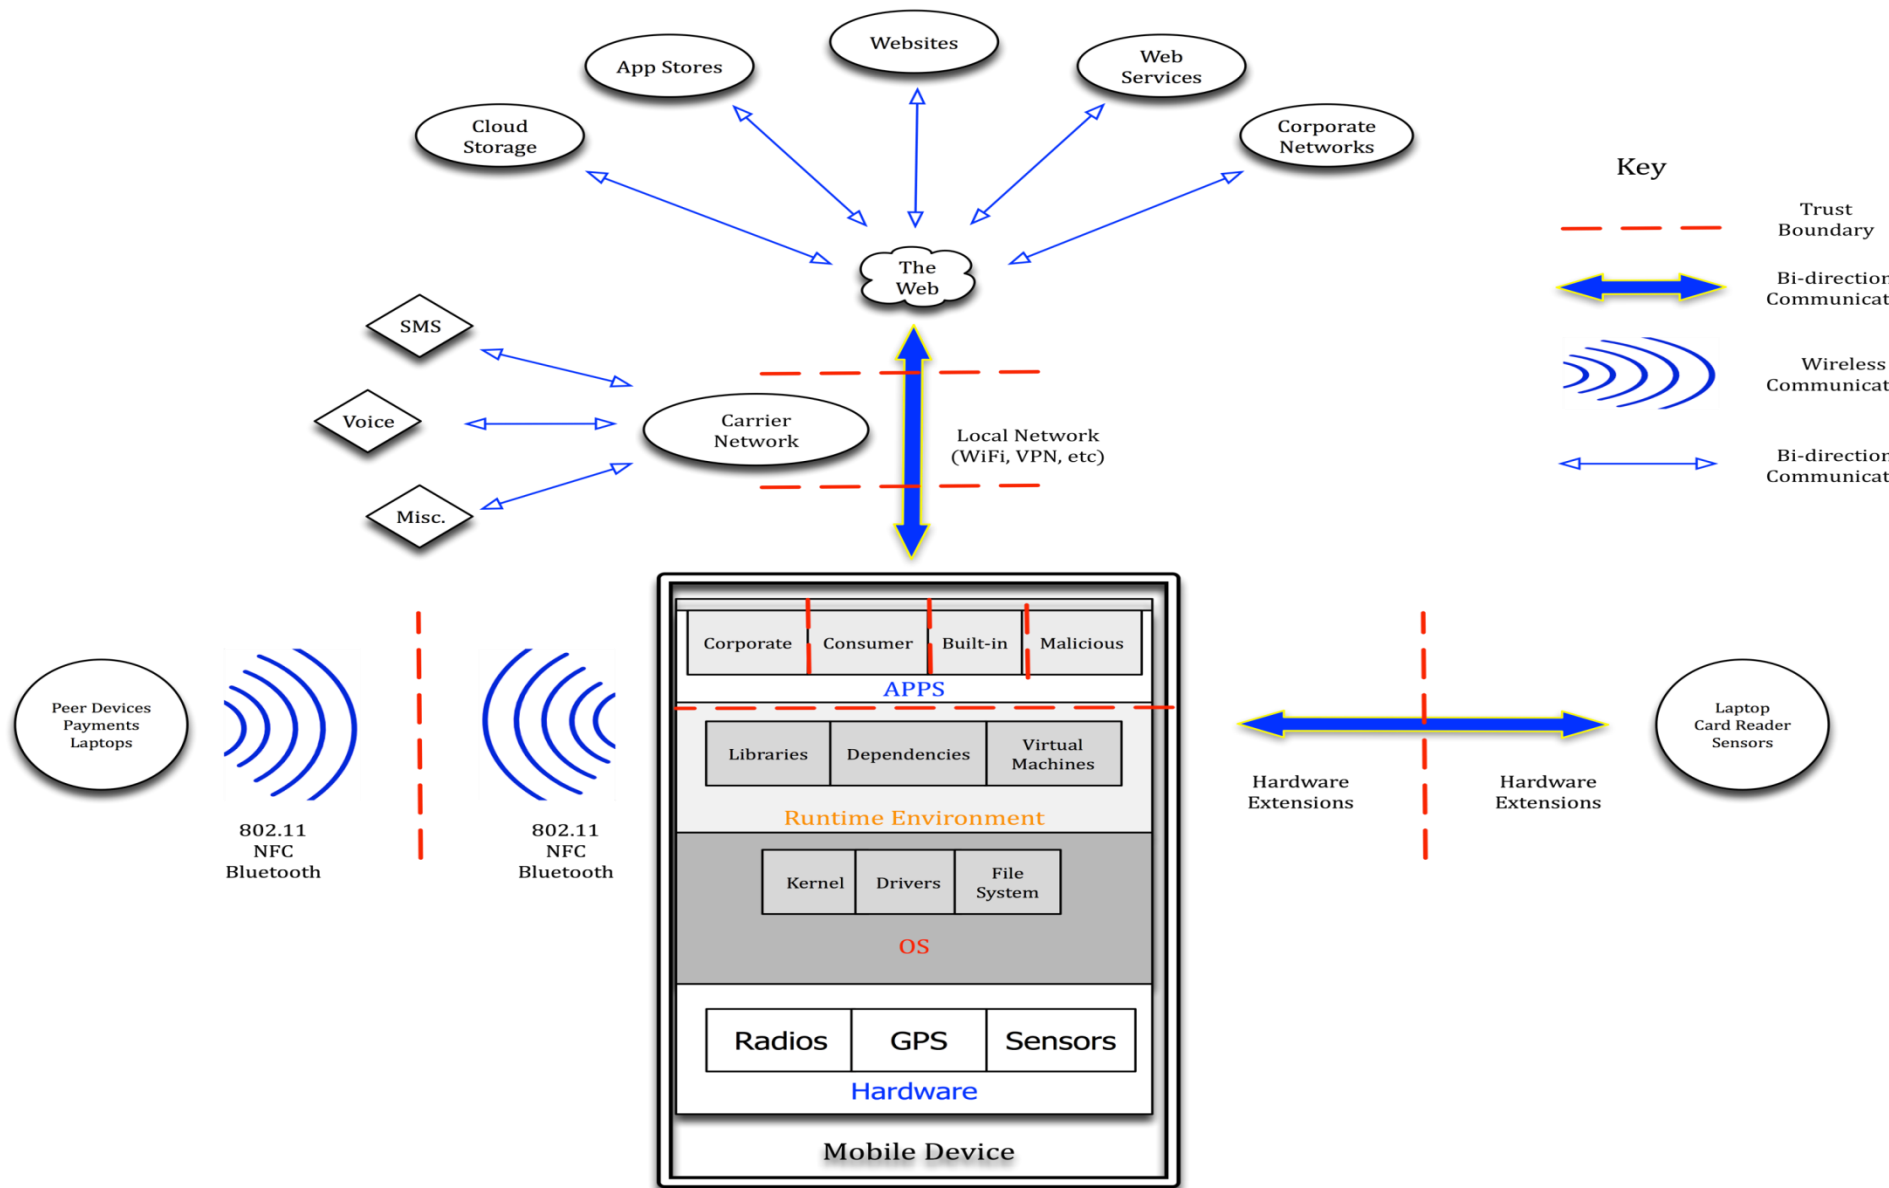 Websites
App Stores
Web
Services
Cloud
Storage
Corporate
Networks
Key
Trust
Boundary
The
Web
Bi-direction
Communicat
SMS
Wireless
Communicat
Voice
Carrier
Network
Local Network
(WiFi, VPN, etc)
Bi-direction
Communicat
Misc.
Corporate
Consumer
Built-in
Malicious
APPS
Peer Devices
Payments
Laptops
Laptop
Card Reader
Sensors
Libraries
Dependencies
Virtual
Machines
Hardware
Extensions
Hardware
Extensions
Runtime Environment
802.11
NFC
Bluetooth
802.11
NFC
Bluetooth
Kernel
Drivers
File
System
OS
Radios
GPS
Sensors
Hardware
Mobile Device